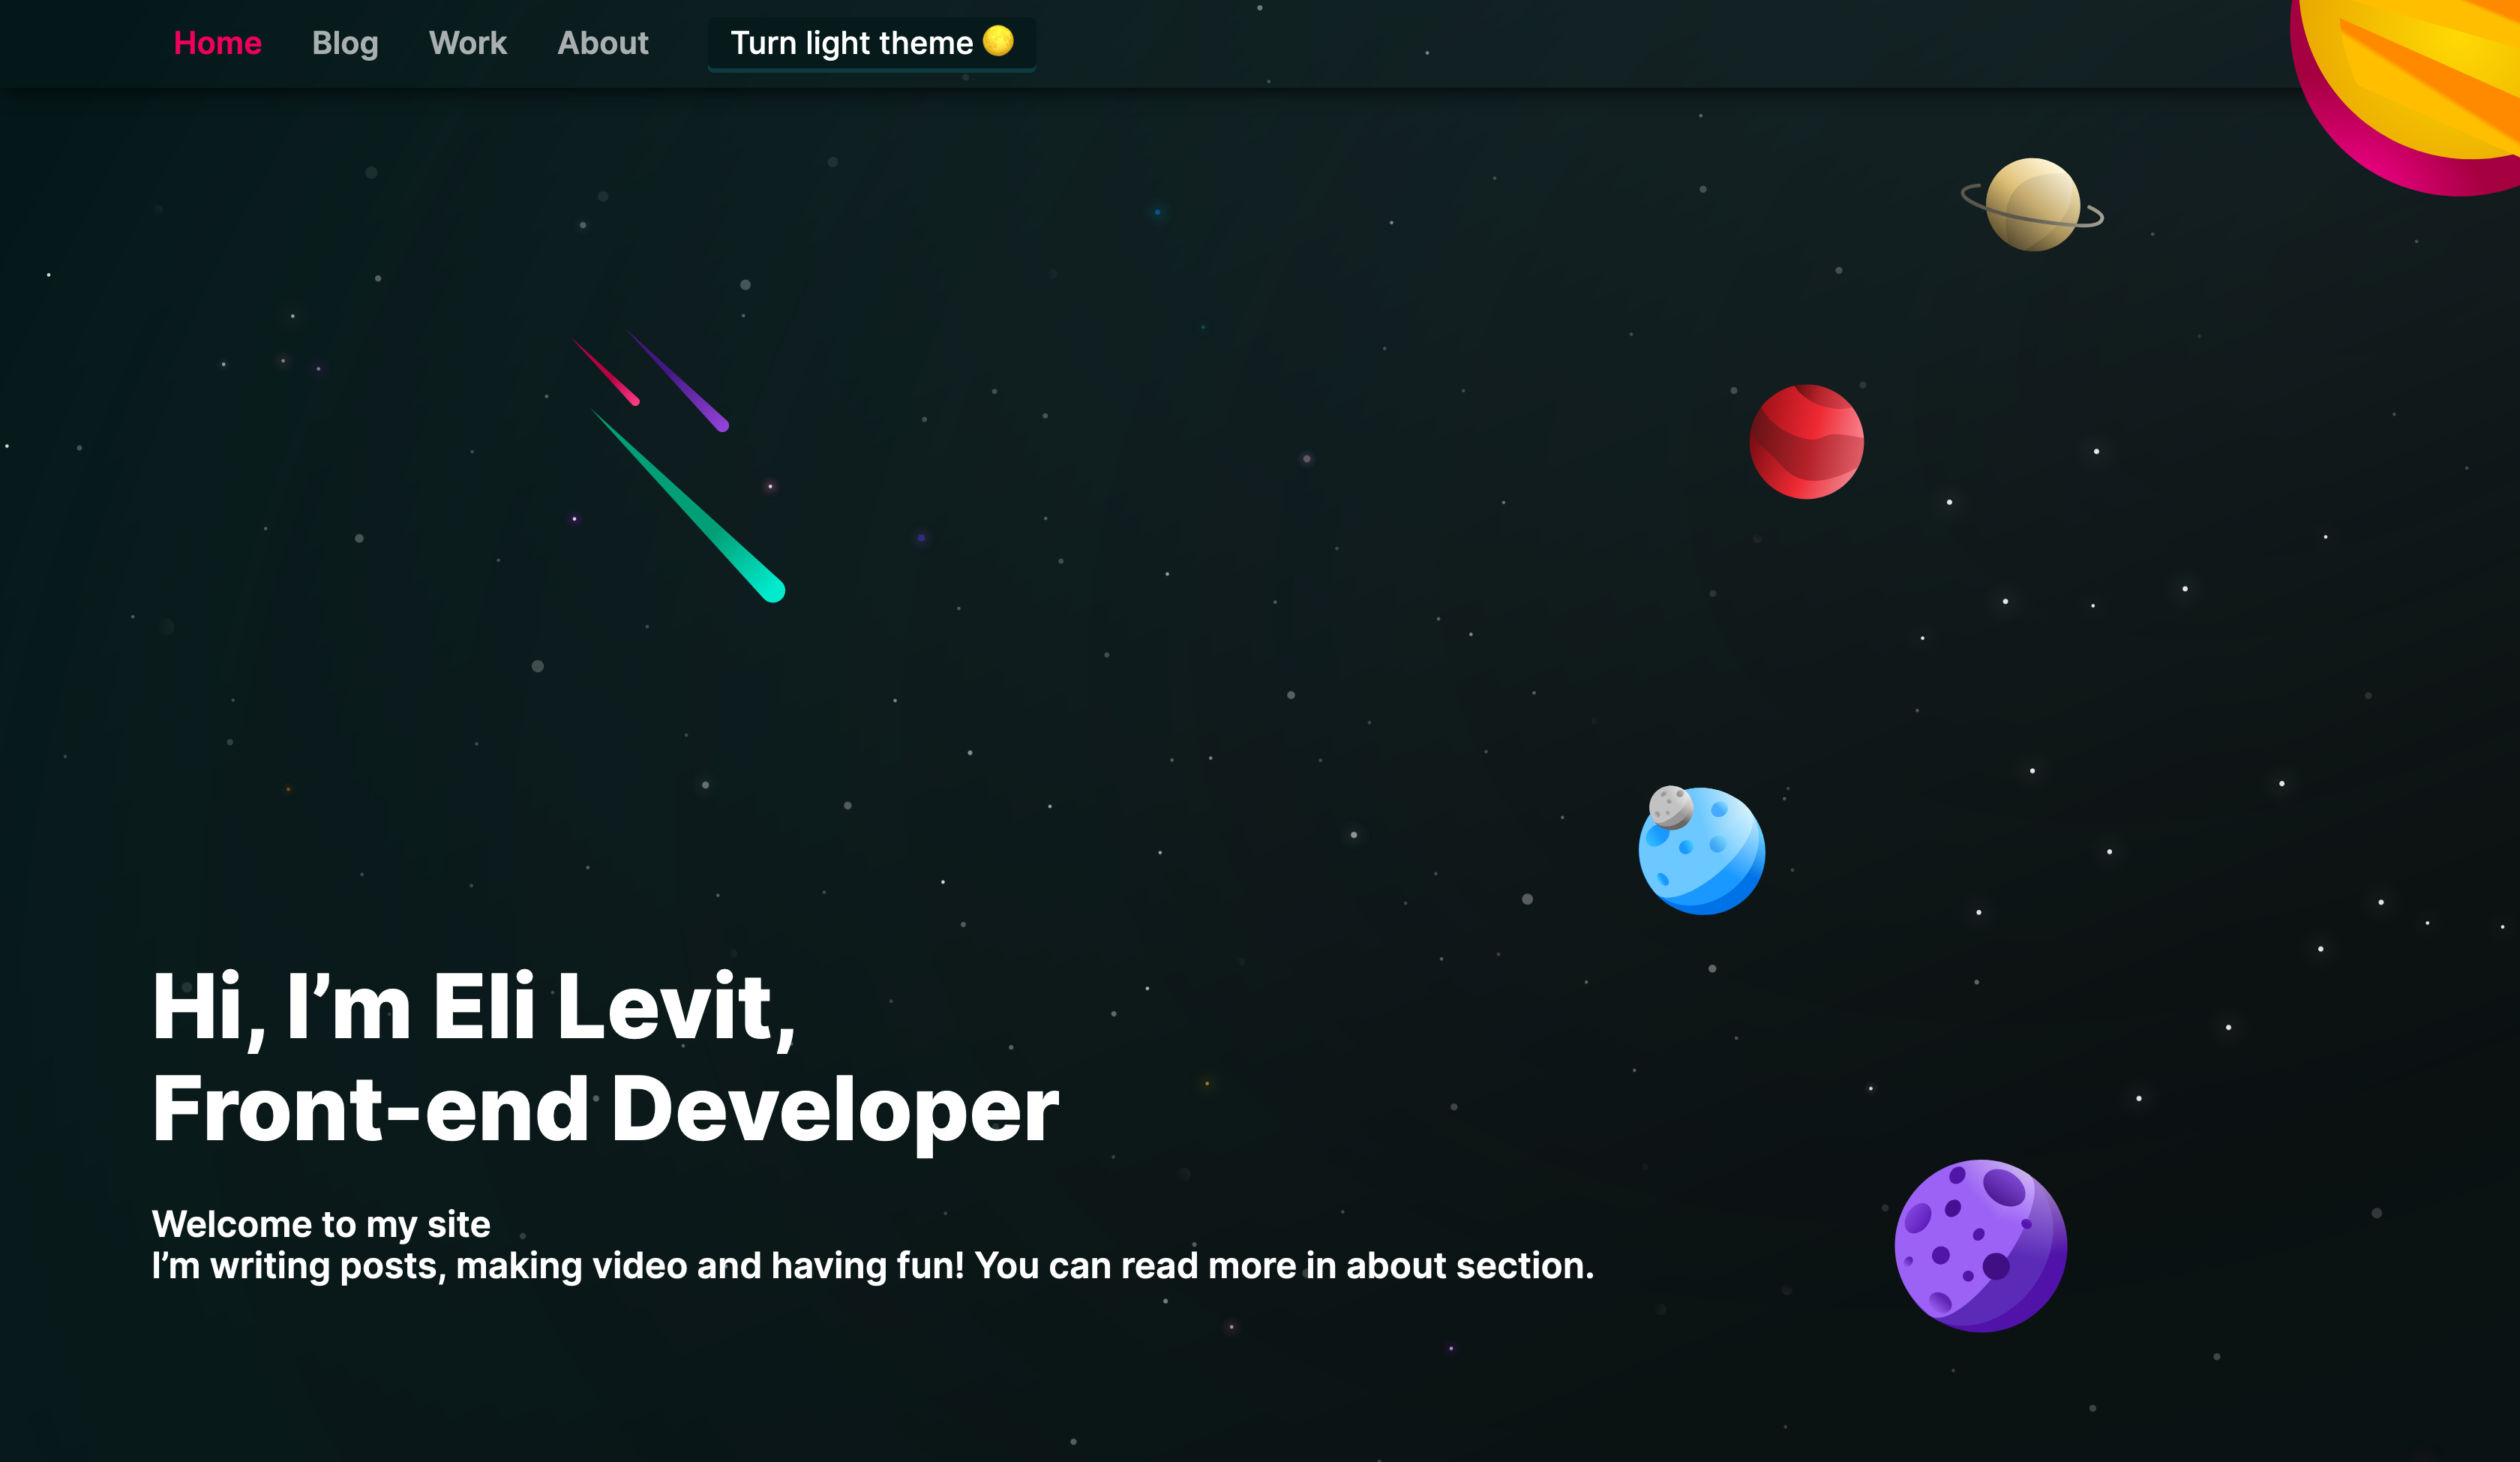 Home Blog Work About Turn light theme 🌕
Hi, I’m Eli Levit,
Front-end Developer
Welcome to my site
I’m writing posts, making video and having fun! You can read more in about section.